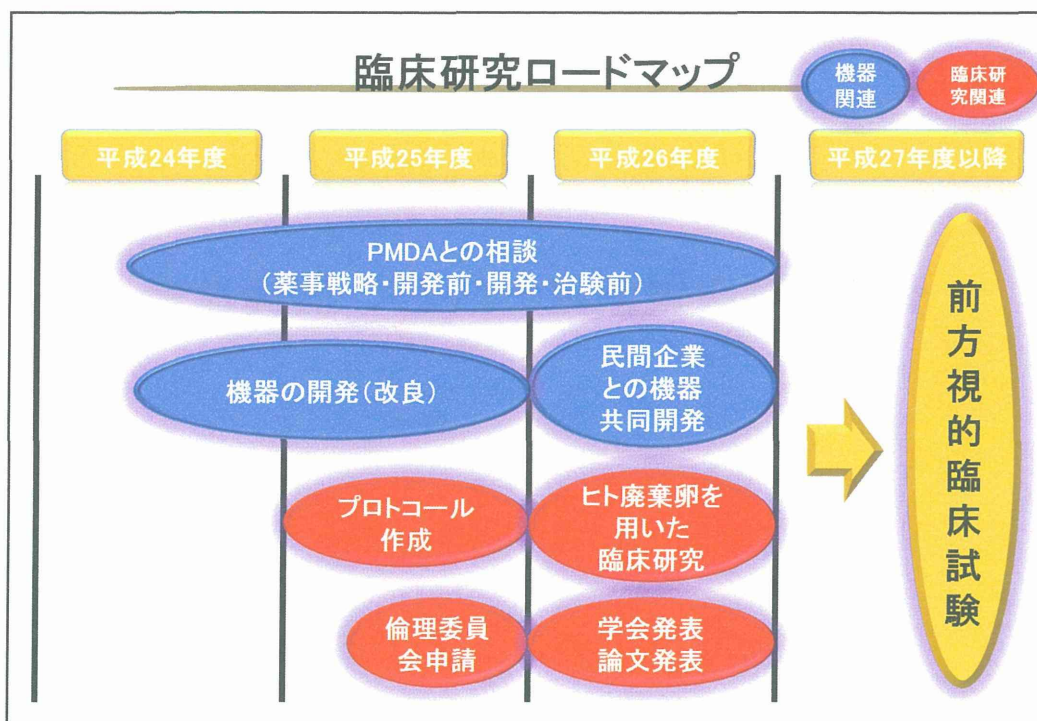 臨床研究ロードマップ
機器
関連
臨床研
究関連
平成24年度
平成25年度
平成26年度
平成27年度以降
PMDAとの相談
(薬事戦略・開発前・開発・治験前)
機器の開発(改良)
民間企業
との機器
共同開発
プロトコール
作成
ヒト廃棄卵を
用いた
臨床研究
倫理委員
会申請
学会発表
論文発表
前方視的臨床試験